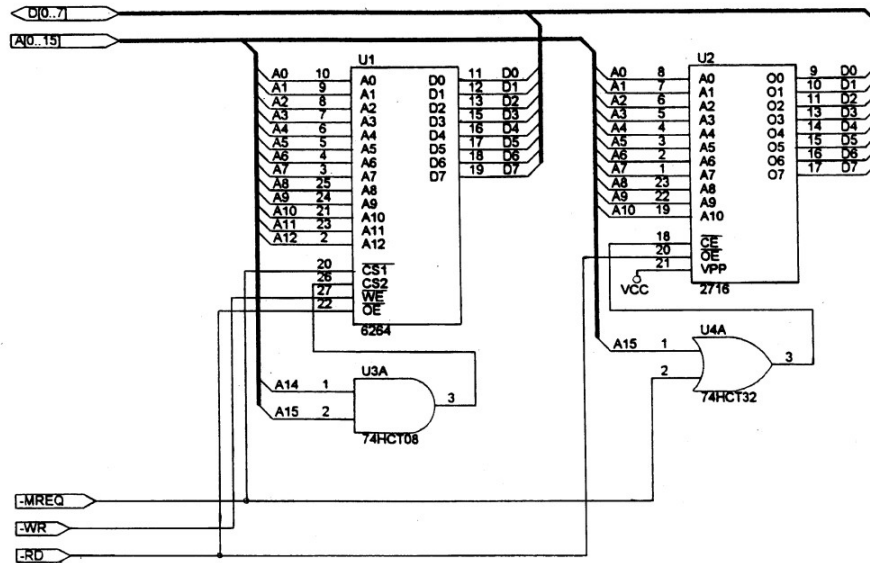 D[0..7]
A[0..15]
U1
A0 10 A0 D0 11 D0
A1 9 A1 D1 12 D1
A2 8 A2 D2 13 D2
A3 7 A3 D3 15 D3
A4 6 A4 D4 16 D4
A5 5 A5 D5 17 D5
A6 4 A6 D6 18 D6
A7 3 A7 D7 19 D7
A8 25 A8
A9 24 A9
A10 21 A10
A11 23 A11
A12 2 A12
20 CS1
26 CS2
27 WE
22 OE
6264
U2
A0 8 A0 O0 9 D0
A1 7 A1 O1 10 D1
A2 6 A2 O2 11 D2
A3 5 A3 O3 13 D3
A4 4 A4 O4 14 D4
A5 3 A5 O5 15 D5
A6 2 A6 O6 16 D6
A7 1 A7 O7 17 D7
A8 23 A8
A9 22 A9
A10 19 A10
18 CE
20 OE
21 VPP
VCC
2716
U3A
A14 1
3
A15 2
74HCT08
U4A
A15 1
3
2
74HCT32
-MREQ
-WR
-RD